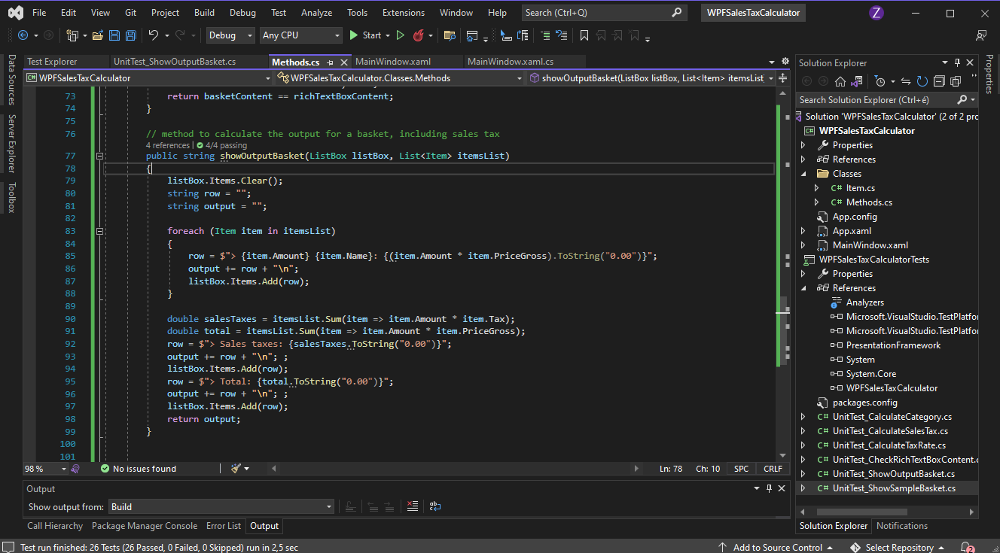 File Edit View Git Project Build Debug Test Analyze Tools Extensions Window Help Search (Ctrl+Q) WPFSalesTaxCalculator Z
Debug Any CPU Start
Test Explorer UnitTest_ShowOutputBasket.cs Methods.cs MainWindow.xaml MainWindow.xaml.cs
WPFSalesTaxCalculator WPFSalesTaxCalculator.Classes.Methods showOutputBasket(ListBox listBox, List<Item> itemsList
Data Sources
Server Explorer
Toolbox
73 return basketContent == richTextBoxContent;
74 }
75
76 // method to calculate the output for a basket, including sales tax
4 references | 4/4 passing
77 public string showOutputBasket(ListBox listBox, List<Item> itemsList)
78 {
79 listBox.Items.Clear();
80 string row = "";
81 string output = "";
82
83 foreach (Item item in itemsList)
84 {
85 row = $"> {item.Amount} {item.Name}: {(item.Amount * item.PriceGross).ToString("0.00")}";
86 output += row + "\n";
87 listBox.Items.Add(row);
88 }
89
90 double salesTaxes = itemsList.Sum(item => item.Amount * item.Tax);
91 double total = itemsList.Sum(item => item.Amount * item.PriceGross);
92 row = $"> Sales taxes: {salesTaxes.ToString("0.00")}";
93 output += row + "\n"; ;
94 listBox.Items.Add(row);
95 row = $"> Total: {total.ToString("0.00")}";
96 output += row + "\n"; ;
97 listBox.Items.Add(row);
98 return output;
99 }
100
101
98 % No issues found Ln: 78 Ch: 10 SPC CRLF
Output
Show output from: Build
Call Hierarchy Package Manager Console Error List Output
Solution Explorer
Search Solution Explorer (Ctrl+é)
Solution 'WPFSalesTaxCalculator' (2 of 2 pro
WPFSalesTaxCalculator
Properties
References
Classes
C# Item.cs
C# Methods.cs
App.config
App.xaml
MainWindow.xaml
WPFSalesTaxCalculatorTests
Properties
References
Analyzers
Microsoft.VisualStudio.TestPlatfor
Microsoft.VisualStudio.TestPlatfor
PresentationFramework
System
System.Core
WPFSalesTaxCalculator
packages.config
C# UnitTest_CalculateCategory.cs
C# UnitTest_CalculateSalesTax.cs
C# UnitTest_CalculateTaxRate.cs
C# UnitTest_CheckRichTextBoxContent.c
C# UnitTest_ShowOutputBasket.cs
C# UnitTest_ShowSampleBasket.cs
Solution Explorer Notifications
Properties
Test run finished: 26 Tests (26 Passed, 0 Failed, 0 Skipped) run in 2,5 sec Add to Source Control Select Repository 2